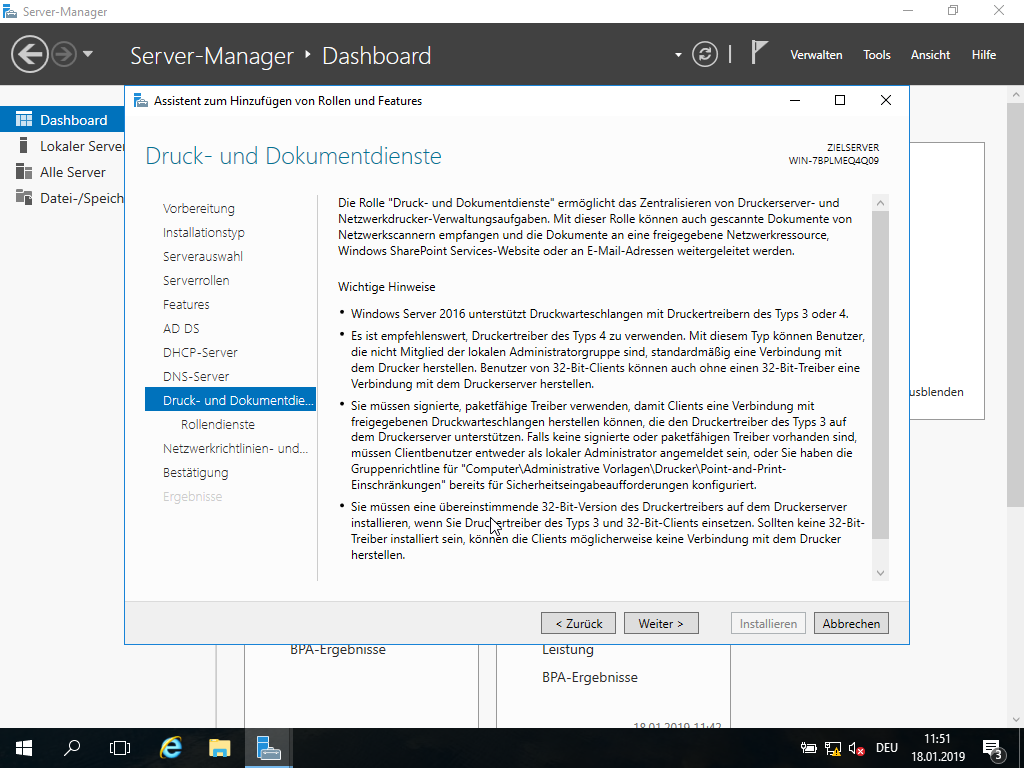 Server-Manager
Server-Manager ‣ Dashboard
Verwalten
Tools
Ansicht
Hilfe
Dashboard
Lokaler Server
Alle Server
Datei-/Speich
Assistent zum Hinzufügen von Rollen und Features
Druck- und Dokumentdienste
ZIELSERVER
WIN-7BPLMEQ4Q09
Vorbereitung
Installationstyp
Serverauswahl
Serverrollen
Features
AD DS
DHCP-Server
DNS-Server
Druck- und Dokumentdie...
Rollendienste
Netzwerkrichtlinien- und...
Bestätigung
Ergebnisse
Die Rolle "Druck- und Dokumentdienste" ermöglicht das Zentralisieren von Druckerserver- und
Netzwerkdrucker-Verwaltungsaufgaben. Mit dieser Rolle können auch gescannte Dokumente von
Netzwerkscannern empfangen und die Dokumente an eine freigegebene Netzwerkressource,
Windows SharePoint Services-Website oder an E-Mail-Adressen weitergeleitet werden.
Wichtige Hinweise
• Windows Server 2016 unterstützt Druckwarteschlangen mit Druckertreibern des Typs 3 oder 4.
• Es ist empfehlenswert, Druckertreiber des Typs 4 zu verwenden. Mit diesem Typ können Benutzer,
die nicht Mitglied der lokalen Administratorgruppe sind, standardmäßig eine Verbindung mit
dem Drucker herstellen. Benutzer von 32-Bit-Clients können auch ohne einen 32-Bit-Treiber eine
Verbindung mit dem Druckerserver herstellen.
• Sie müssen signierte, paketfähige Treiber verwenden, damit Clients eine Verbindung mit
freigegebenen Druckwarteschlangen herstellen können, die den Druckertreiber des Typs 3 auf
dem Druckerserver unterstützen. Falls keine signierte oder paketfähigen Treiber vorhanden sind,
müssen Clientbenutzer entweder als lokaler Administrator angemeldet sein, oder Sie haben die
Gruppenrichtline für "Computer\Administrative Vorlagen\Drucker\Point-and-Print-
Einschränkungen" bereits für Sicherheitseingabeaufforderungen konfiguriert.
• Sie müssen eine übereinstimmende 32-Bit-Version des Druckertreibers auf dem Druckerserver
installieren, wenn Sie Druckertreiber des Typs 3 und 32-Bit-Clients einsetzen. Sollten keine 32-Bit-
Treiber installiert sein, können die Clients möglicherweise keine Verbindung mit dem Drucker
herstellen.
usblenden
< Zurück
Weiter >
Installieren
Abbrechen
BPA-Ergebnisse
Leistung
BPA-Ergebnisse
18.01.2019 11:42
DEU
11:51
18.01.2019
3